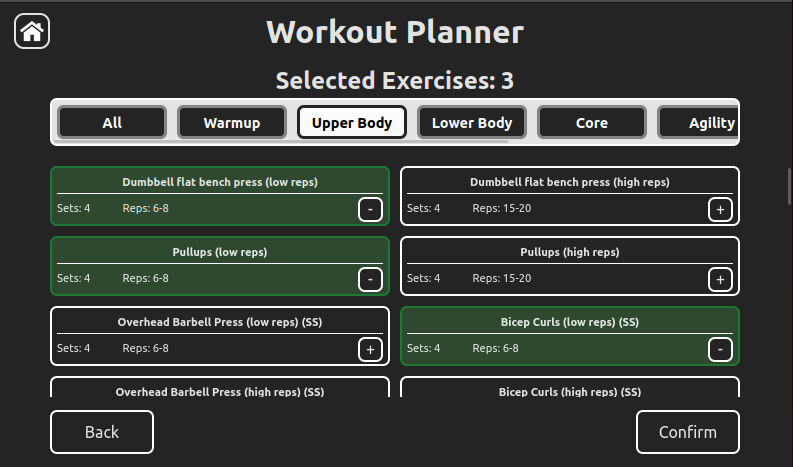 Workout Planner
Selected Exercises: 3
All Warmup Upper Body Lower Body Core Agility
Dumbbell flat bench press (low reps)
Sets: 4 Reps: 6-8 -
Dumbbell flat bench press (high reps)
Sets: 4 Reps: 15-20 +
Pullups (low reps)
Sets: 4 Reps: 6-8 -
Pullups (high reps)
Sets: 4 Reps: 15-20 +
Overhead Barbell Press (low reps) (SS)
Sets: 4 Reps: 6-8 +
Bicep Curls (low reps) (SS)
Sets: 4 Reps: 6-8 -
Overhead Barbell Press (high reps) (SS)
Bicep Curls (high reps) (SS)
Back Confirm